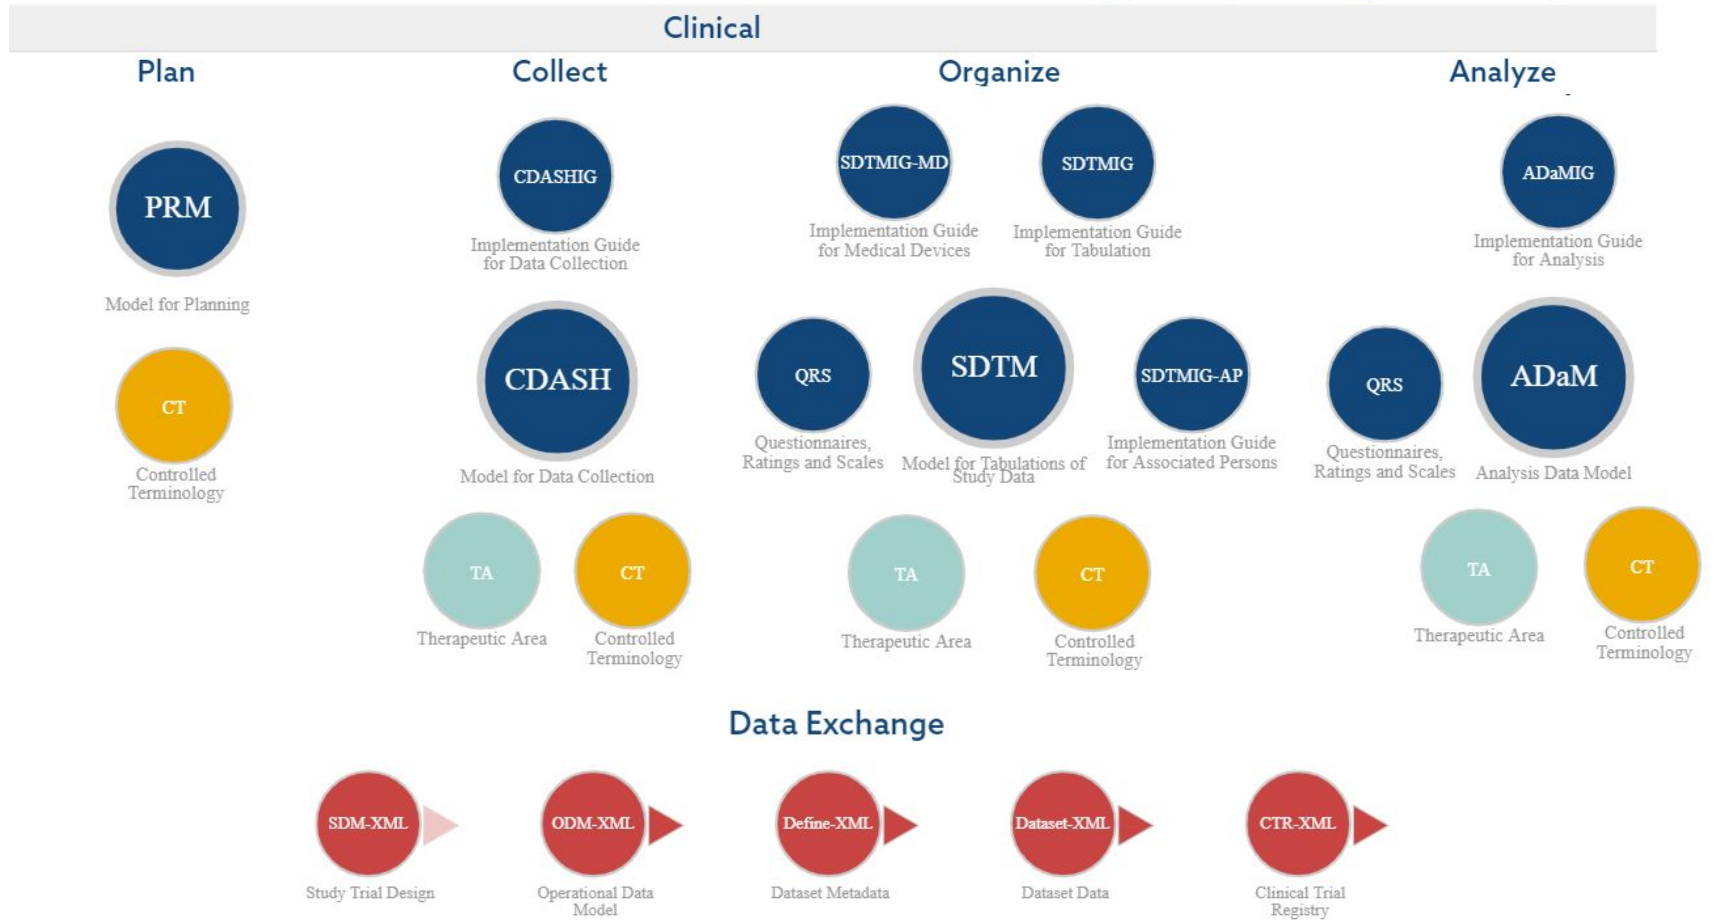 Clinical
Plan
Collect
Organize
Analyze
PRM
Model for Planning
CT
Controlled
Terminology
CDASHIG
Implementation Guide
for Data Collection
CDASH
Model for Data Collection
TA
Therapeutic Area
CT
Controlled
Terminology
SDTMIG-MD
Implementation Guide
for Medical Devices
SDTMIG
Implementation Guide
for Tabulation
QRS
Questionnaires,
Ratings and Scales
SDTM
Model for Tabulations of
Study Data
SDTMIG-AP
Implementation Guide
for Associated Persons
TA
Therapeutic Area
CT
Controlled
Terminology
ADaMIG
Implementation Guide
for Analysis
QRS
Questionnaires,
Ratings and Scales
ADaM
Analysis Data Model
TA
Therapeutic Area
CT
Controlled
Terminology
Data Exchange
SDM-XML
Study Trial Design
ODM-XML
Operational Data
Model
Define-XML
Dataset Metadata
Dataset-XML
Dataset Data
CTR-XML
Clinical Trial
Registry